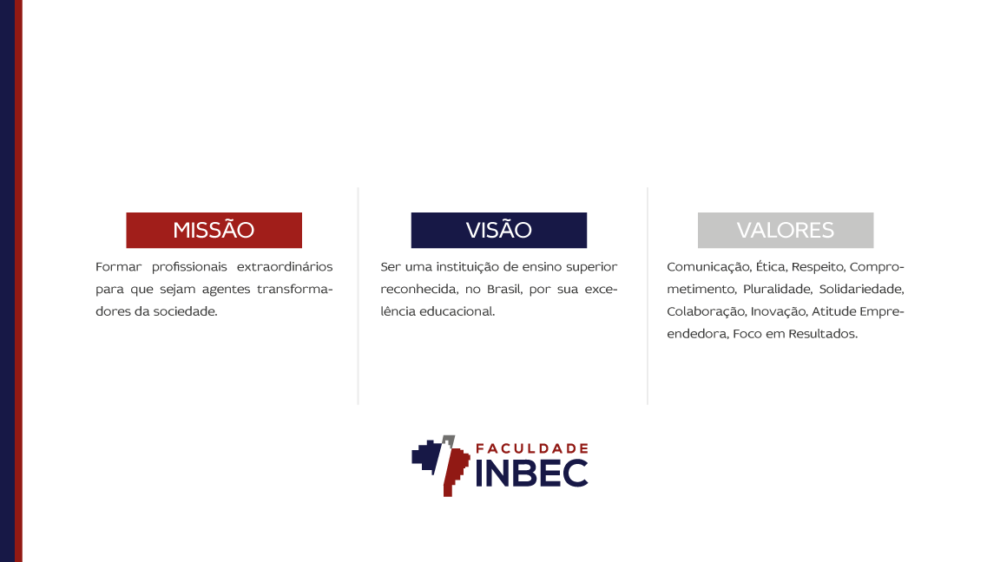 MISSÃO
Formar profissionais extraordinários
para que sejam agentes transforma-
dores da sociedade.
VISÃO
Ser uma instituição de ensino superior
reconhecida, no Brasil, por sua exce-
lência educacional.
VALORES
Comunicação, Ética, Respeito, Compro-
metimento, Pluralidade, Solidariedade,
Colaboração, Inovação, Atitude Empre-
endedora, Foco em Resultados.
FACULDADE
INBEC